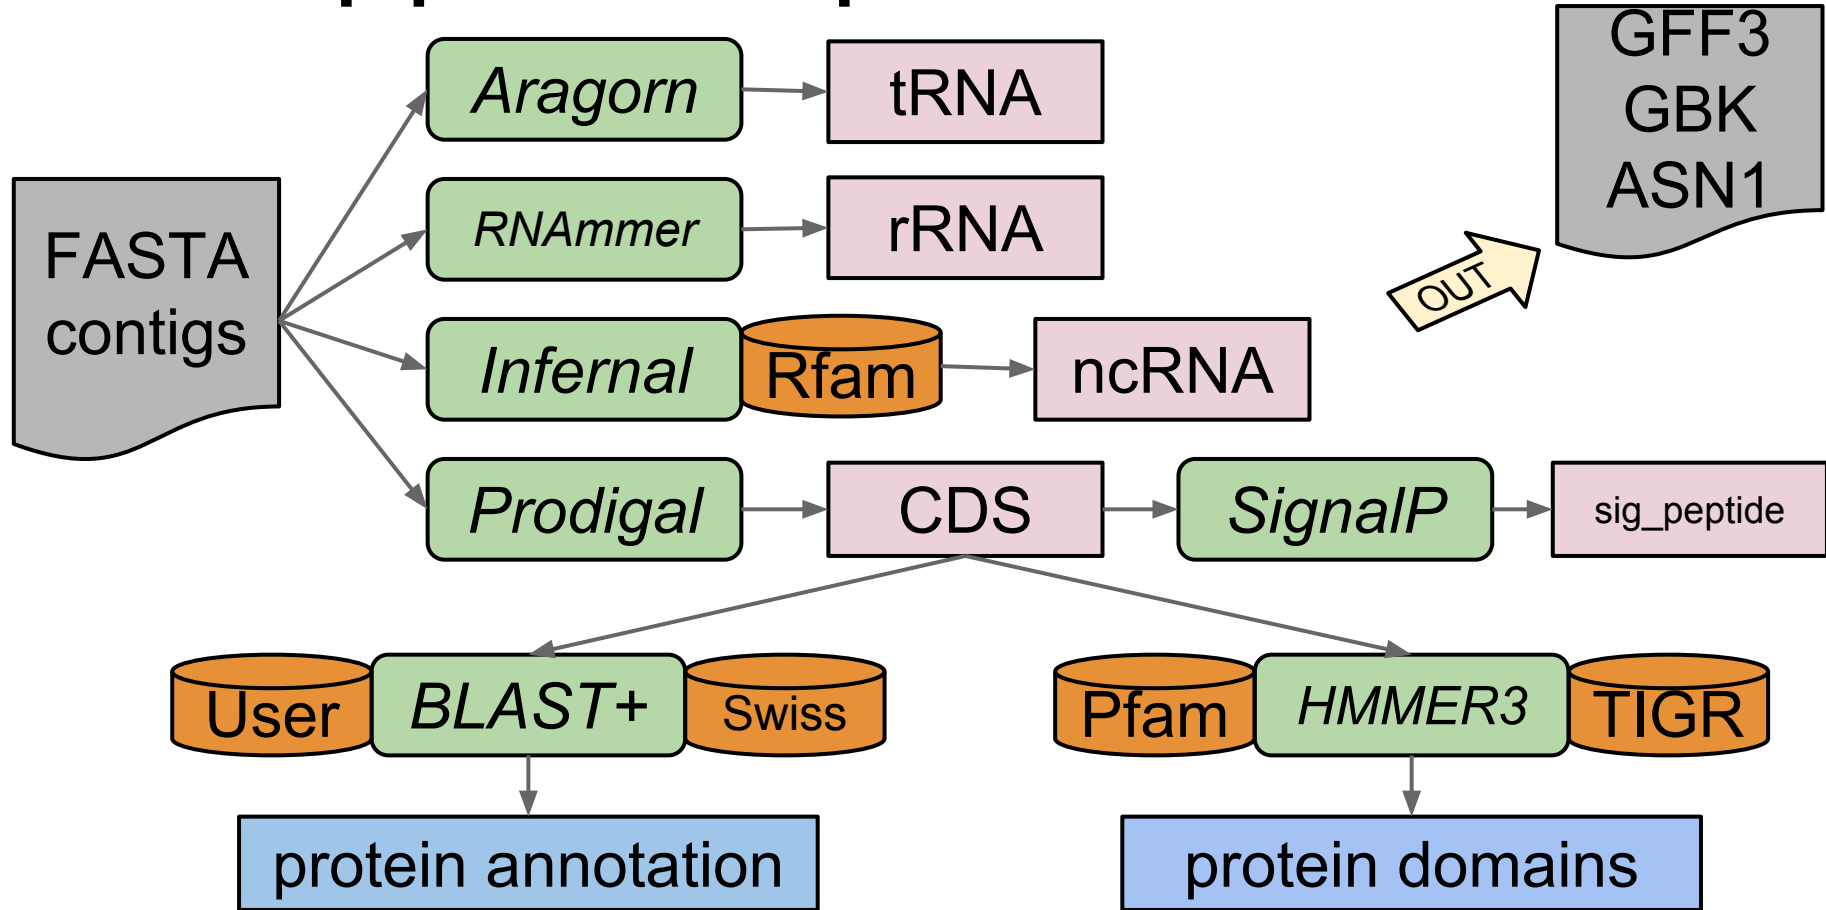 GFF3
GBK
ASN1
Aragorn
tRNA
FASTA
contigs
RNAmmer
rRNA
OUT
Infernal
Rfam
ncRNA
Prodigal
CDS
SignalP
sig_peptide
User
BLAST+
Swiss
Pfam
HMMER3
TIGR
protein annotation
protein domains